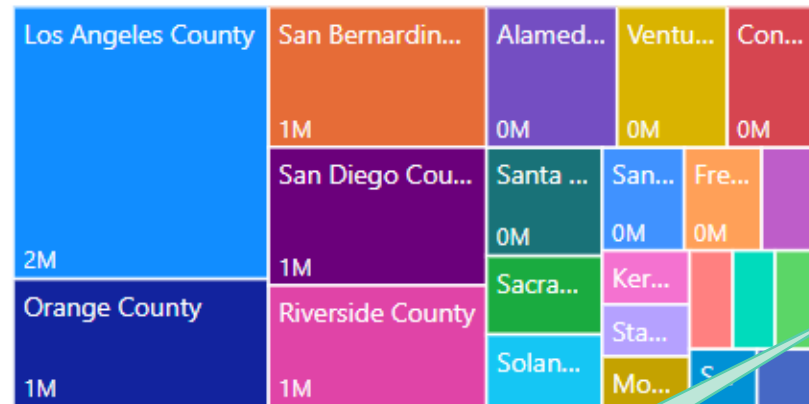 Los Angeles County
2M
Orange County
1M
San Bernardin...
1M
San Diego Cou...
1M
Riverside County
1M
Alamed...
0M
Ventu...
0M
Con...
0M
Santa ...
0M
San...
0M
Fre...
0M
Sacra...
Solan...
Ker...
Sta...
Mo...
S...